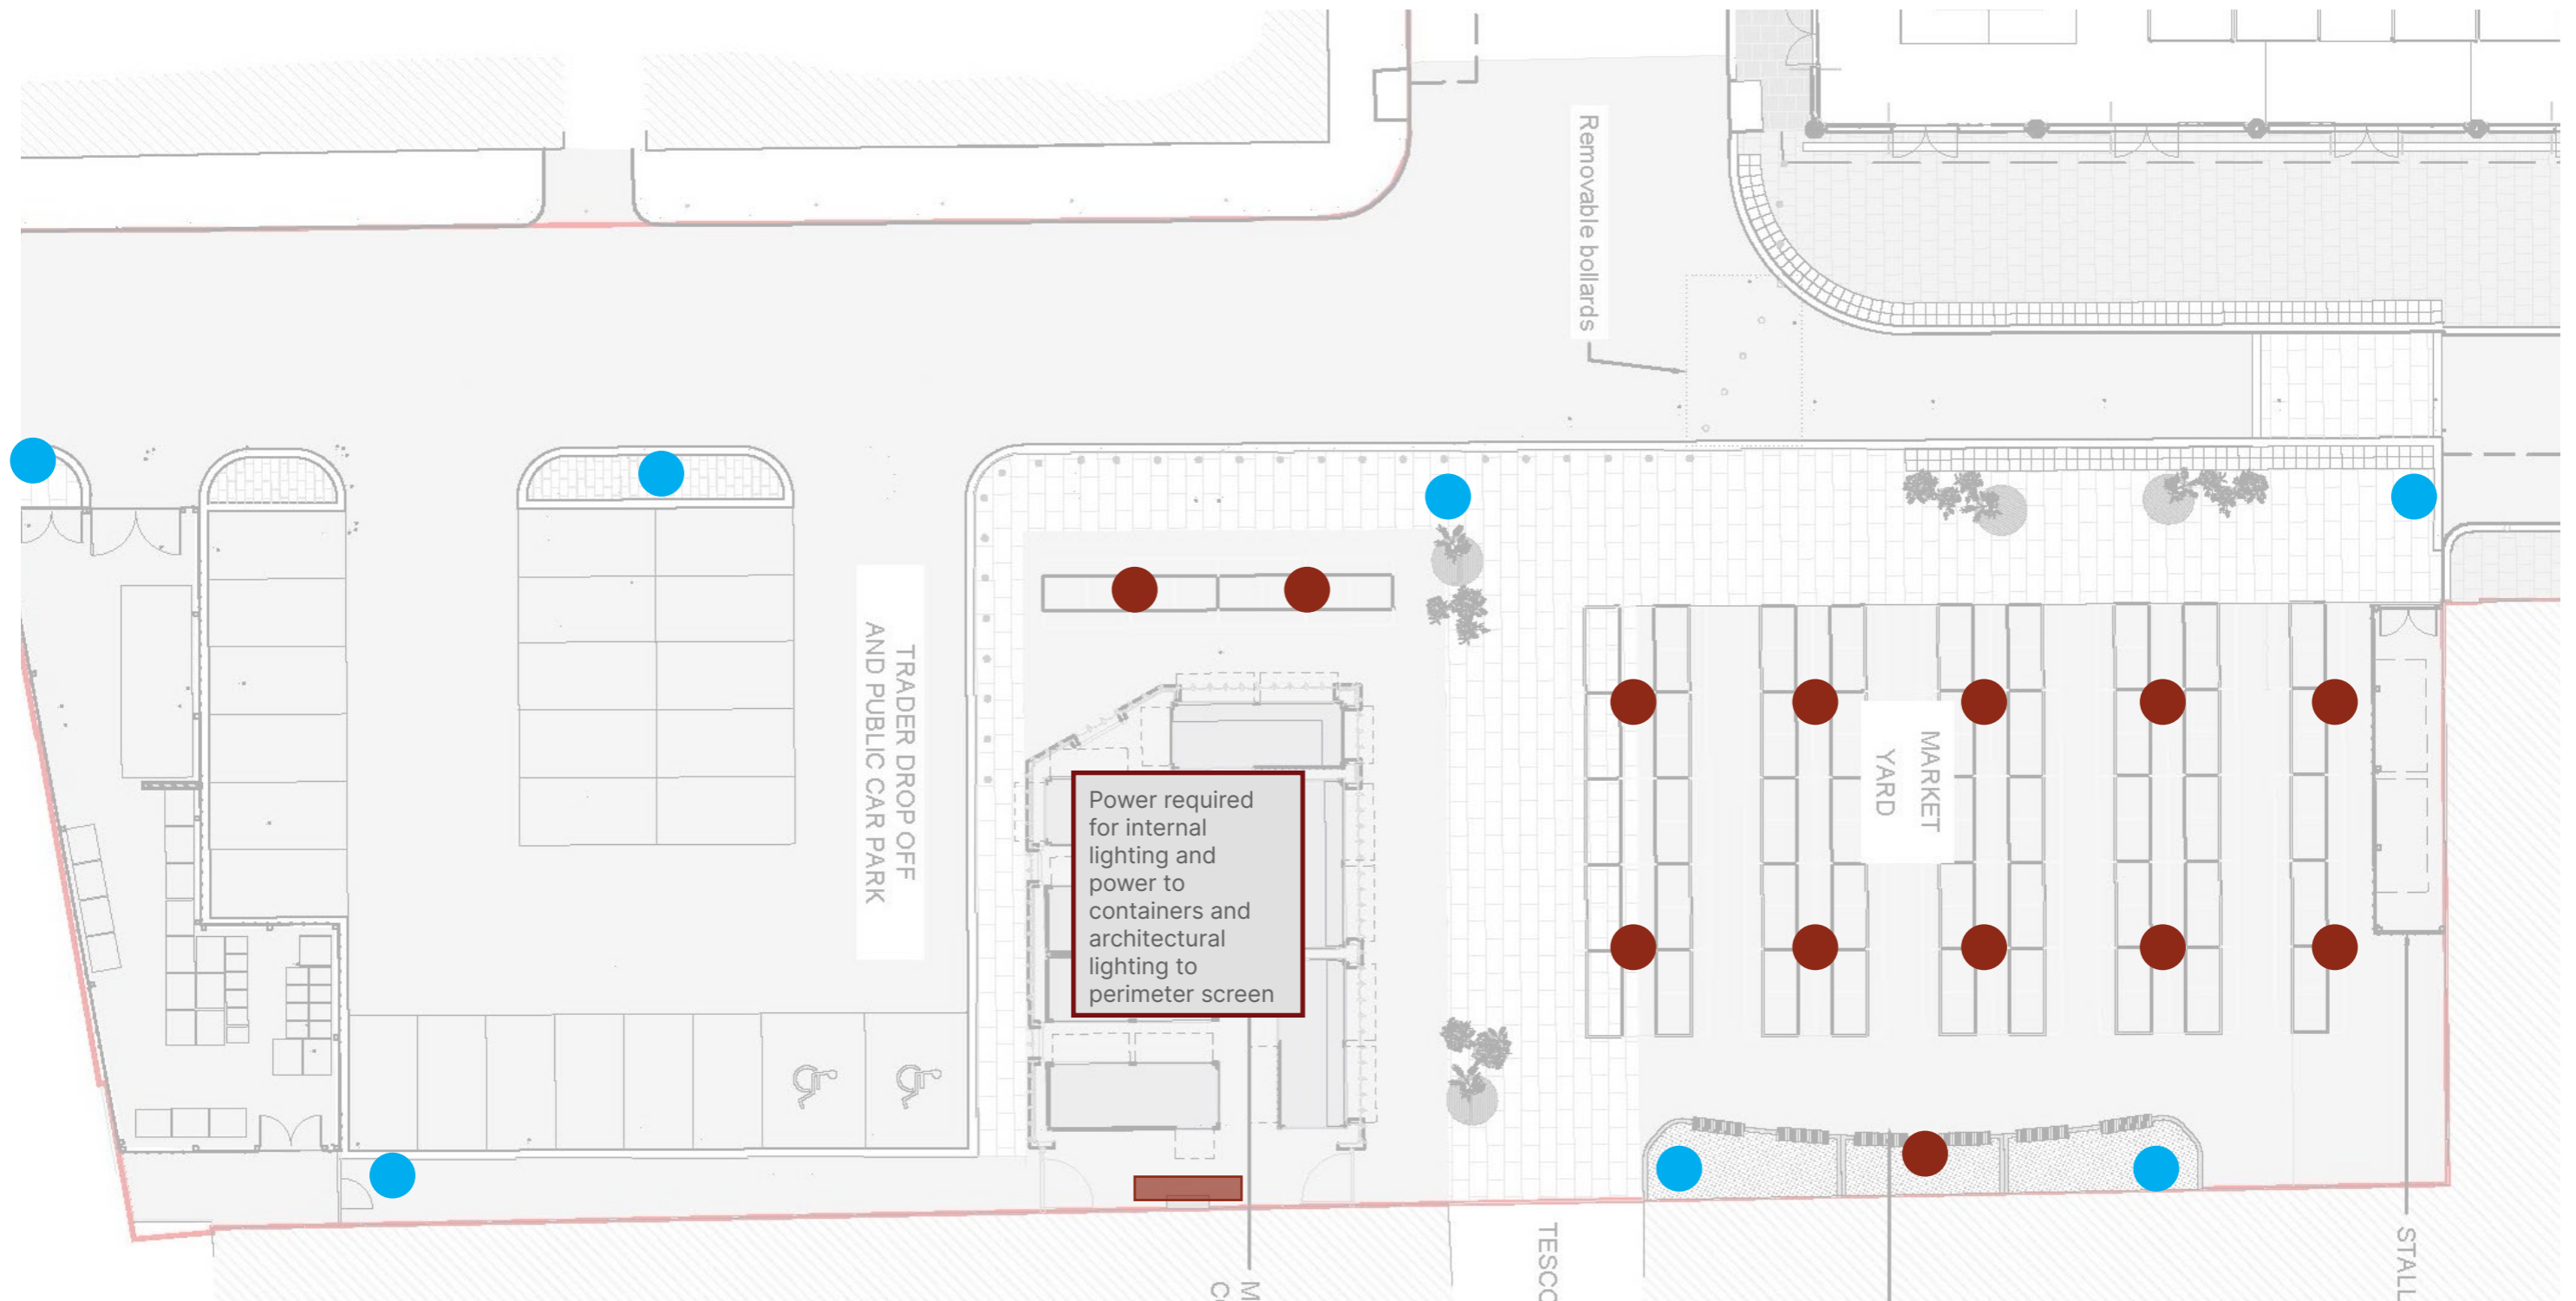 Removable bollards
TRADER DROP OFF
AND PUBLIC CAR PARK
Power required
for internal
lighting and
power to
containers and
architectural
lighting to
perimeter screen
MARKET
YARD
TESCO
STALL
M
CO